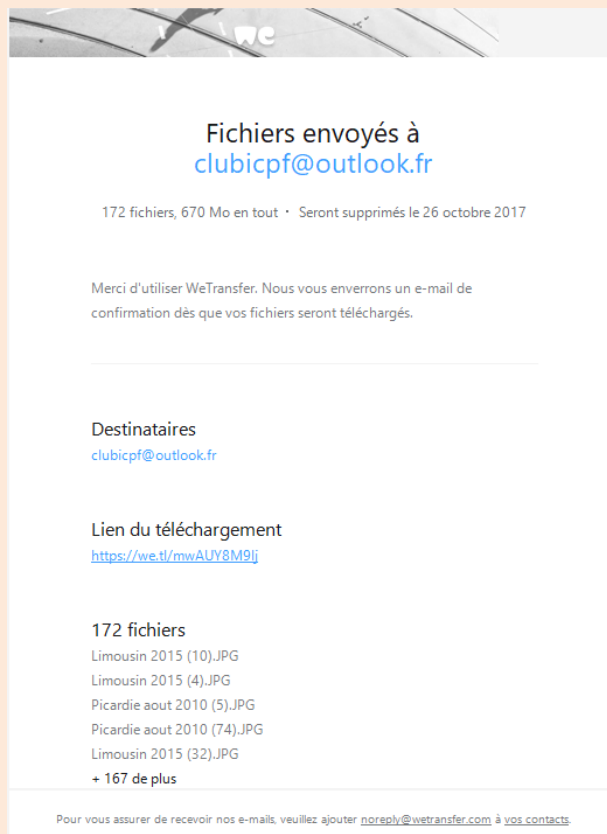 we
Fichiers envoyés à
clubicpf@outlook.fr
172 fichiers, 670 Mo en tout · Seront supprimés le 26 octobre 2017
Merci d'utiliser WeTransfer. Nous vous enverrons un e-mail de
confirmation dès que vos fichiers seront téléchargés.
Destinataires
clubicpf@outlook.fr
Lien du téléchargement
https://we.tl/mwAUY8M9Ij
172 fichiers
Limousin 2015 (10).JPG
Limousin 2015 (4).JPG
Picardie aout 2010 (5).JPG
Picardie aout 2010 (74).JPG
Limousin 2015 (32).JPG
+ 167 de plus
Pour vous assurer de recevoir nos e-mails, veuillez ajouter noreply@wetransfer.com à vos contacts.